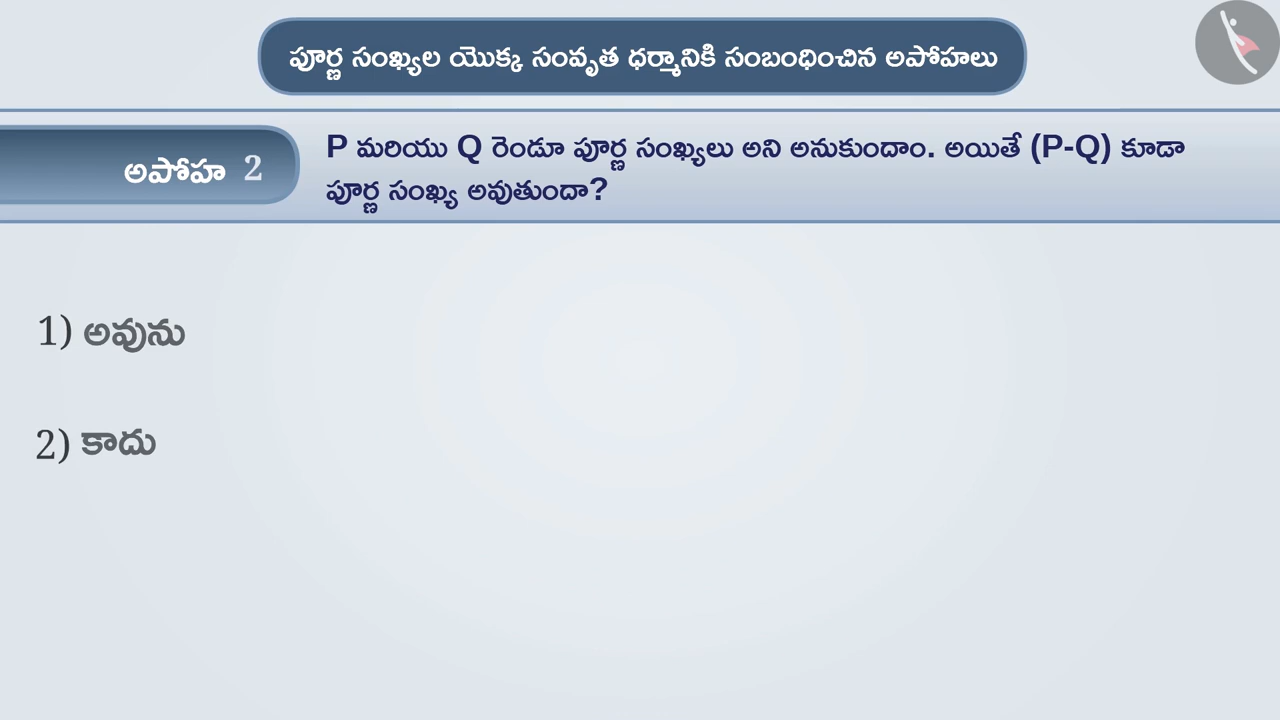 పూర్ణ సంఖ్యల యొక్క సంవృత ధర్మానికి సంబంధించిన అపోహలు
అపోహ 2
P మరియు Q రెండూ పూర్ణ సంఖ్యలు అని అనుకుందాం. అయితే (P-Q) కూడా
పూర్ణ సంఖ్య అవుతుందా?
1) అవును
2) కాదు